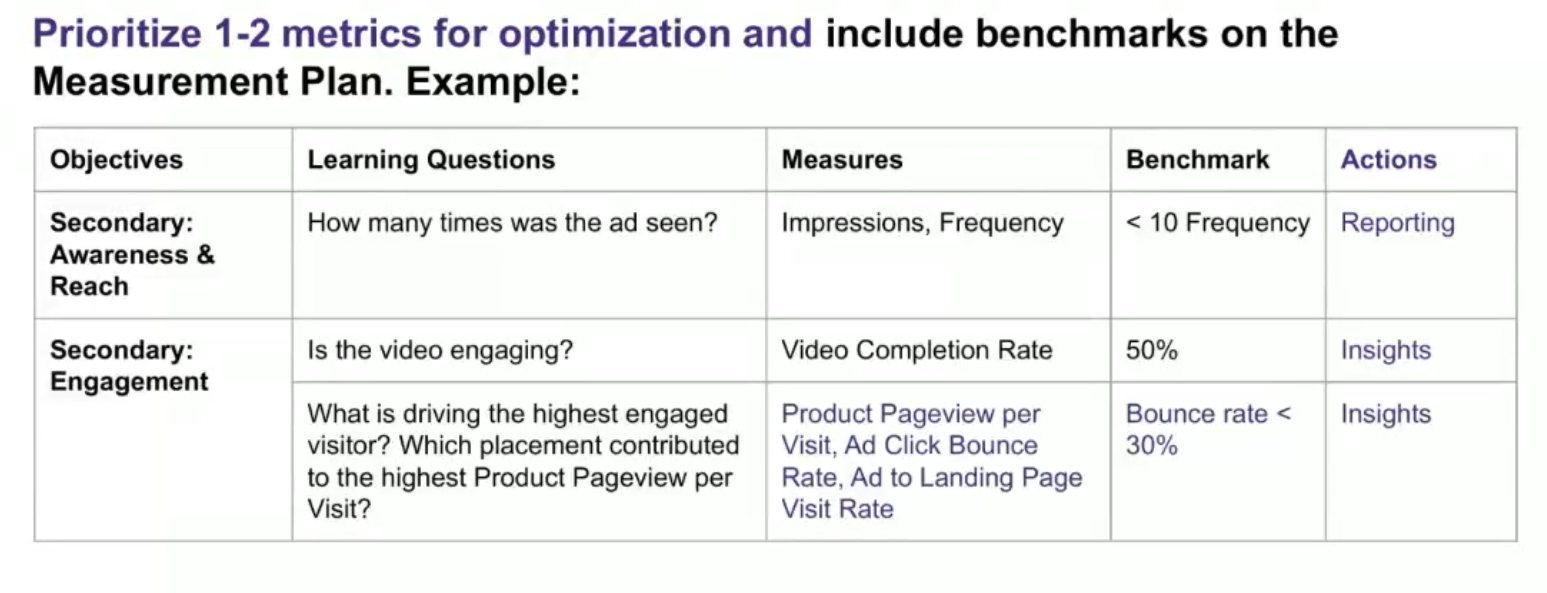 Prioritize 1-2 metrics for optimization and include benchmarks on the
Measurement Plan. Example:
Objectives
Learning Questions
Measures
Benchmark
Actions
Secondary:
Awareness &
Reach
How many times was the ad seen?
Impressions, Frequency
< 10 Frequency
Reporting
Secondary:
Engagement
Is the video engaging?
Video Completion Rate
50%
Insights
What is driving the highest engaged
visitor? Which placement contributed
to the highest Product Pageview per
Visit?
Product Pageview per
Visit, Ad Click Bounce
Rate, Ad to Landing Page
Visit Rate
Bounce rate <
30%
Insights